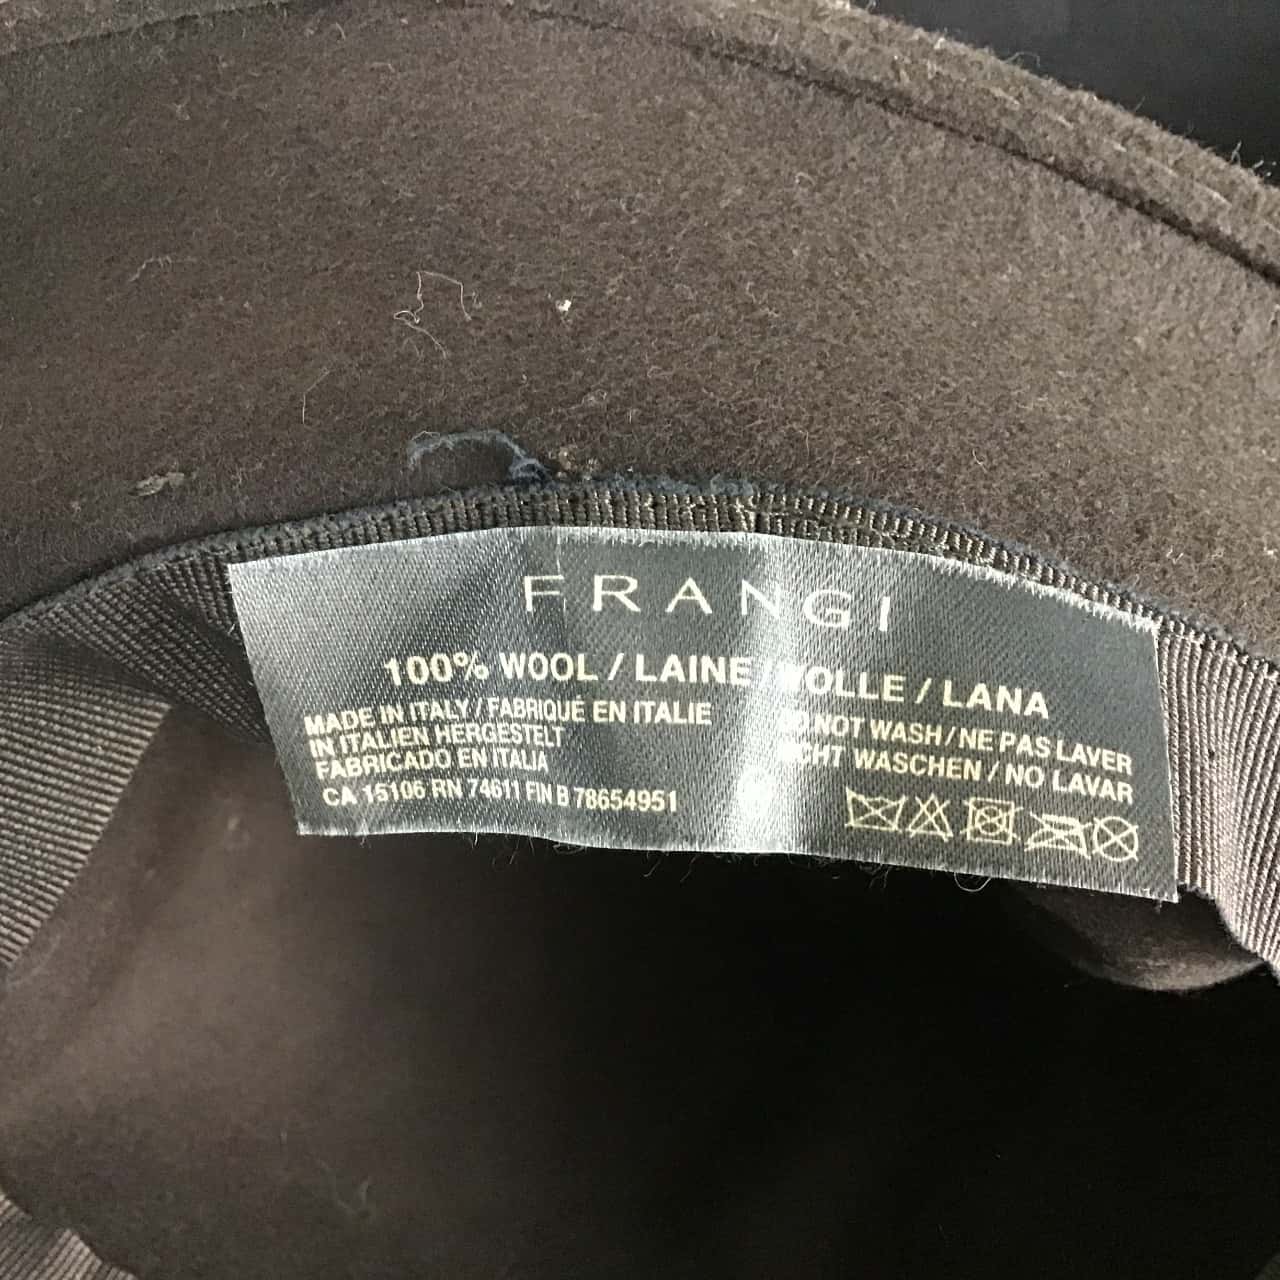 FRANGI
100% WOOL / LAINE / WOLLE / LANA
MADE IN ITALY / FABRIQUÉ EN ITALIE
IN ITALIEN HERGESTELT
FABRICADO EN ITALIA
CA 15106 RN 74611 FIN B 78654951
DO NOT WASH / NE PAS LAVER
NICHT WASCHEN / NO LAVAR